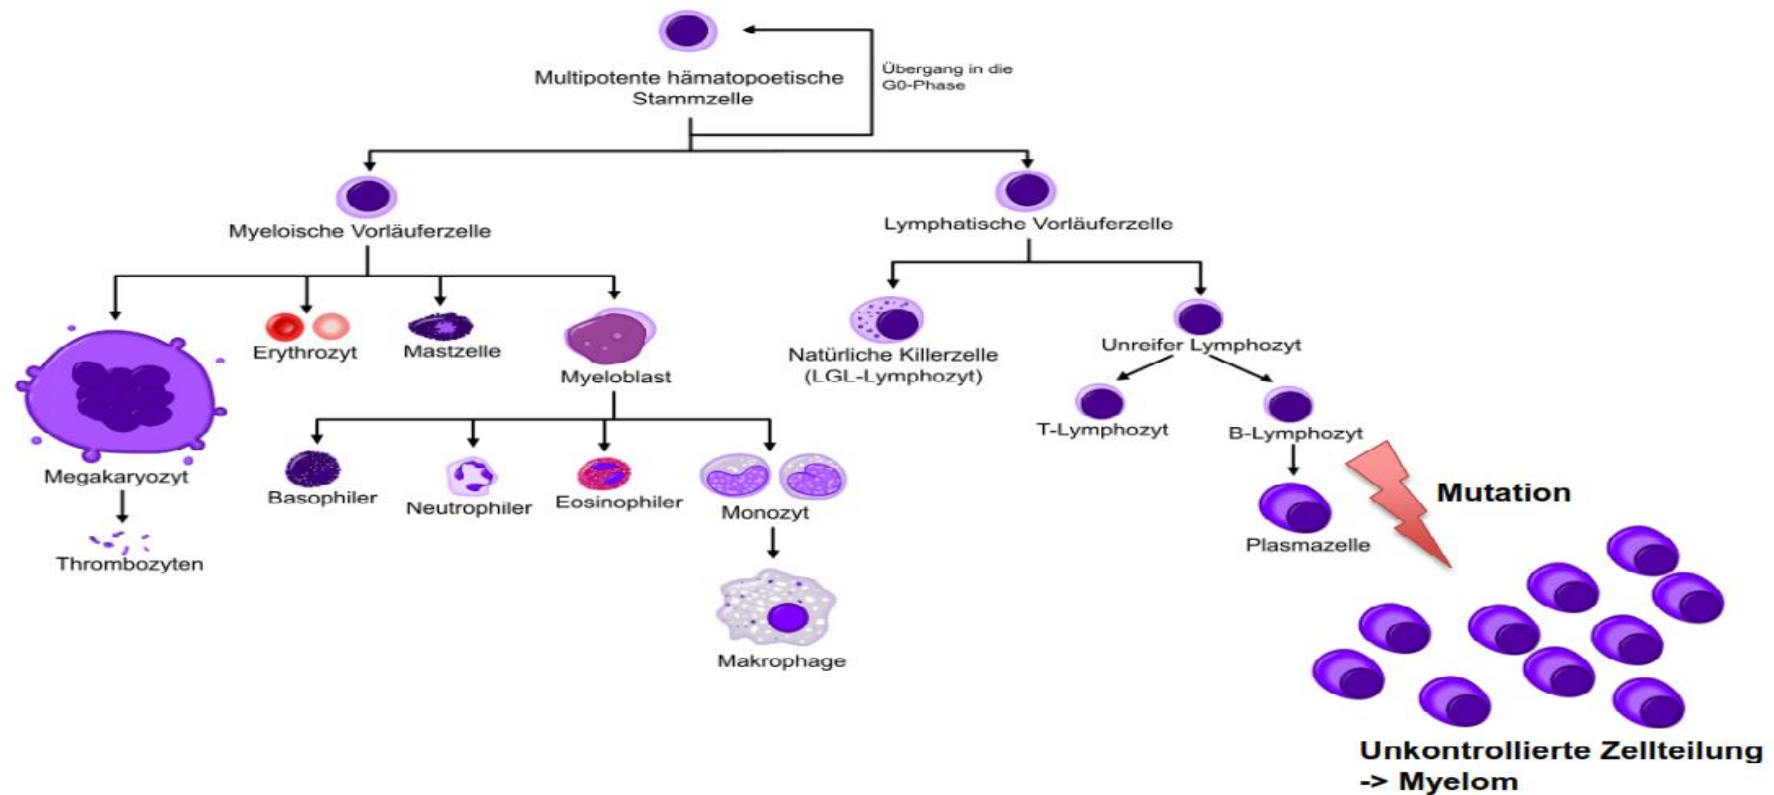 Multipotente hämatopoetische
Stammzelle
Übergang in die
G0-Phase
Myeloische Vorläuferzelle
Lymphatische Vorläuferzelle
Erythrozyt
Mastzelle
Myeloblast
Natürliche Killerzelle
(LGL-Lymphozyt)
Unreifer Lymphozyt
T-Lymphozyt
B-Lymphozyt
Megakaryozyt
Basophiler
Neutrophiler
Eosinophiler
Monozyt
Plasmazelle
Mutation
Thrombozyten
Makrophage
Unkontrollierte Zellteilung
-> Myelom